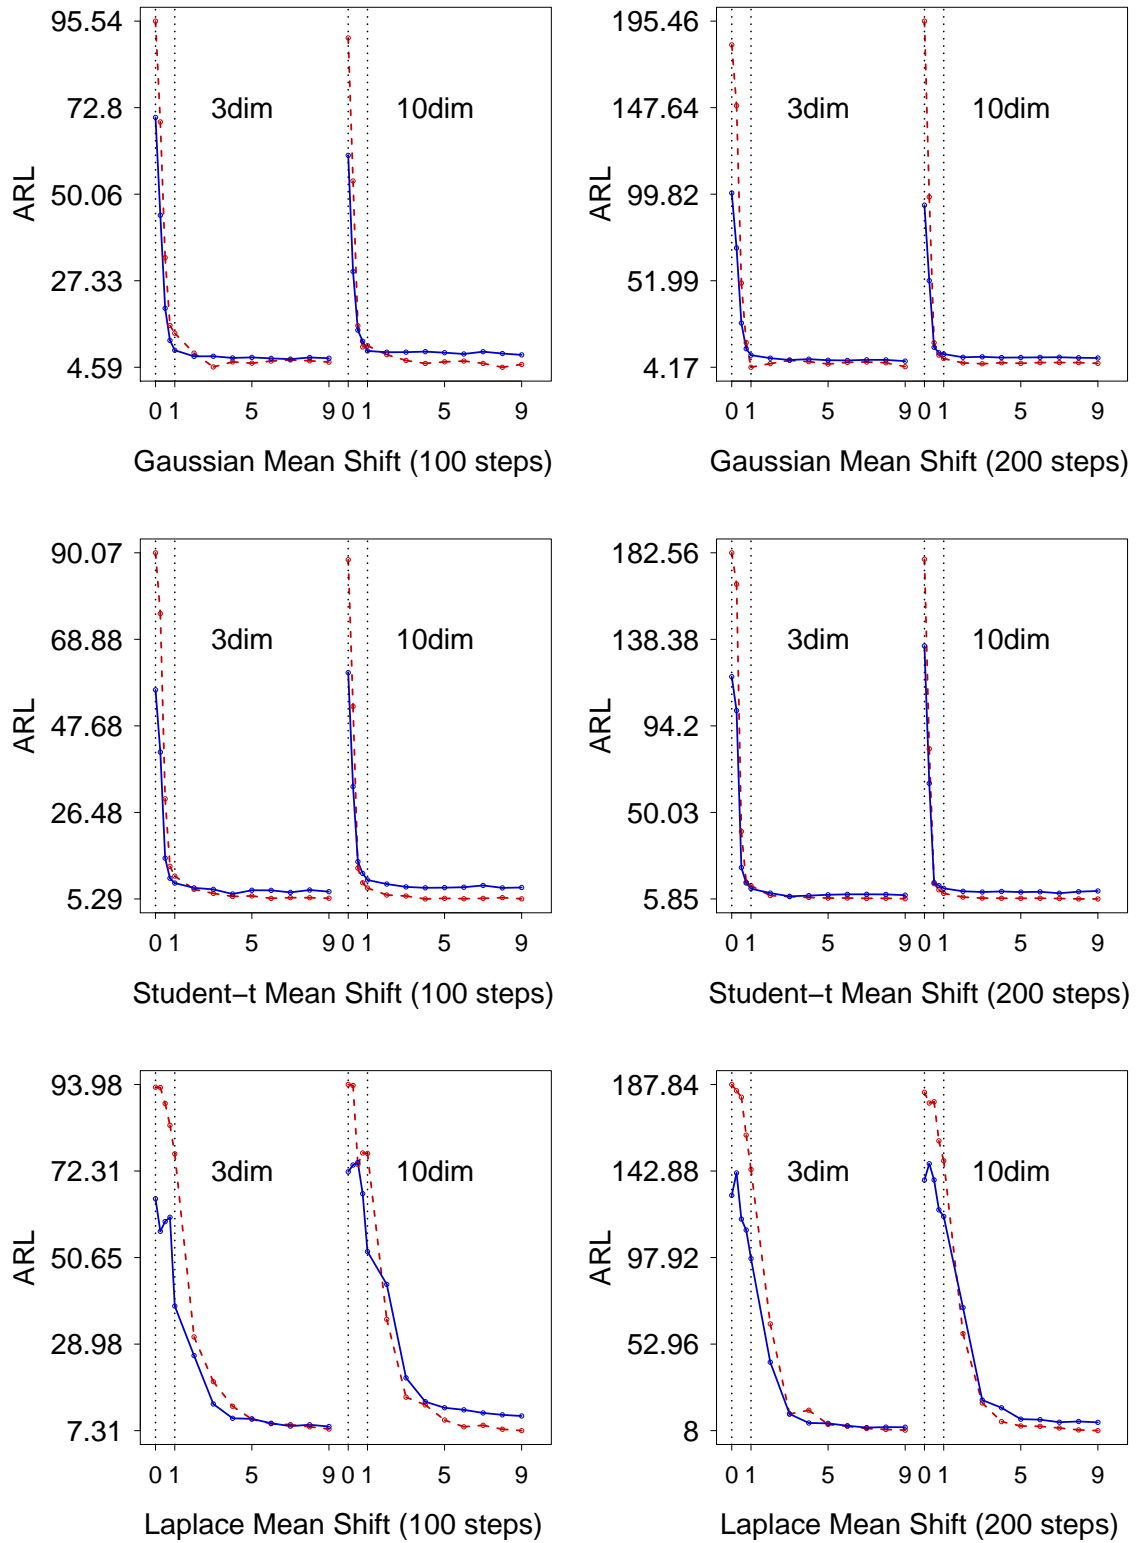 95.54
72.8
50.06
27.33
4.59
ARL
3dim
10dim
0 1 5 9 0 1 5 9
Gaussian Mean Shift (100 steps)
195.46
147.64
99.82
51.99
4.17
ARL
3dim
10dim
0 1 5 9 0 1 5 9
Gaussian Mean Shift (200 steps)
90.07
68.88
47.68
26.48
5.29
ARL
3dim
10dim
0 1 5 9 0 1 5 9
Student−t Mean Shift (100 steps)
182.56
138.38
94.2
50.03
5.85
ARL
3dim
10dim
0 1 5 9 0 1 5 9
Student−t Mean Shift (200 steps)
93.98
72.31
50.65
28.98
7.31
ARL
3dim
10dim
0 1 5 9 0 1 5 9
Laplace Mean Shift (100 steps)
187.84
142.88
97.92
52.96
8
ARL
3dim
10dim
0 1 5 9 0 1 5 9
Laplace Mean Shift (200 steps)